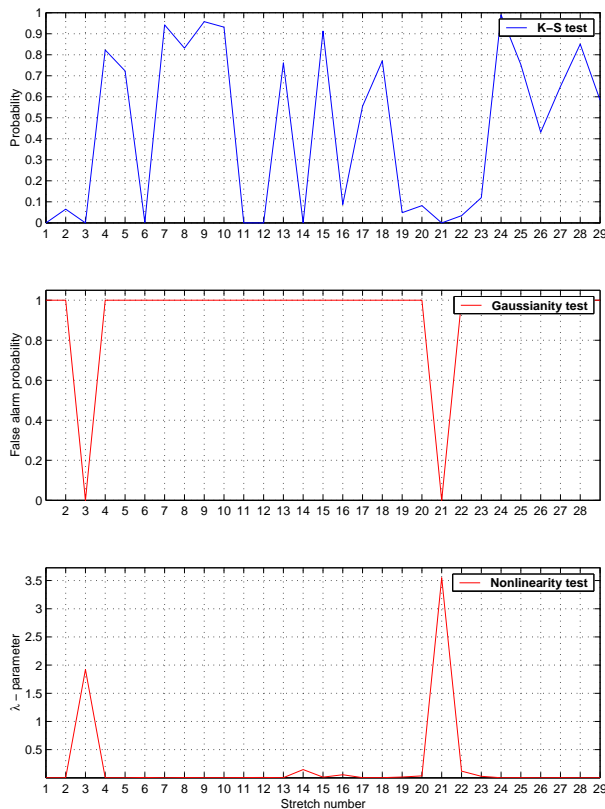 1
0.9
0.8
0.7
0.6
0.5
0.4
0.3
0.2
0.1
0
Probability
K−S test
1 2 3 4 5 6 7 8 9 10 11 12 13 14 15 16 17 18 19 20 21 22 23 24 25 26 27 28 29
1
0.8
0.6
0.4
0.2
0
False alarm probability
Gaussianity test
2 3 4 5 6 7 8 9 10 11 12 13 14 15 16 17 18 19 20 21 22 23 24 25 26 27 28
3.5
3
2.5
2
1.5
1
0.5
λ − parameter
Nonlinearity test
1 2 3 4 5 6 7 8 9 10 11 12 13 14 15 16 17 18 19 20 21 22 23 24 25 26 27 28 29
Stretch number